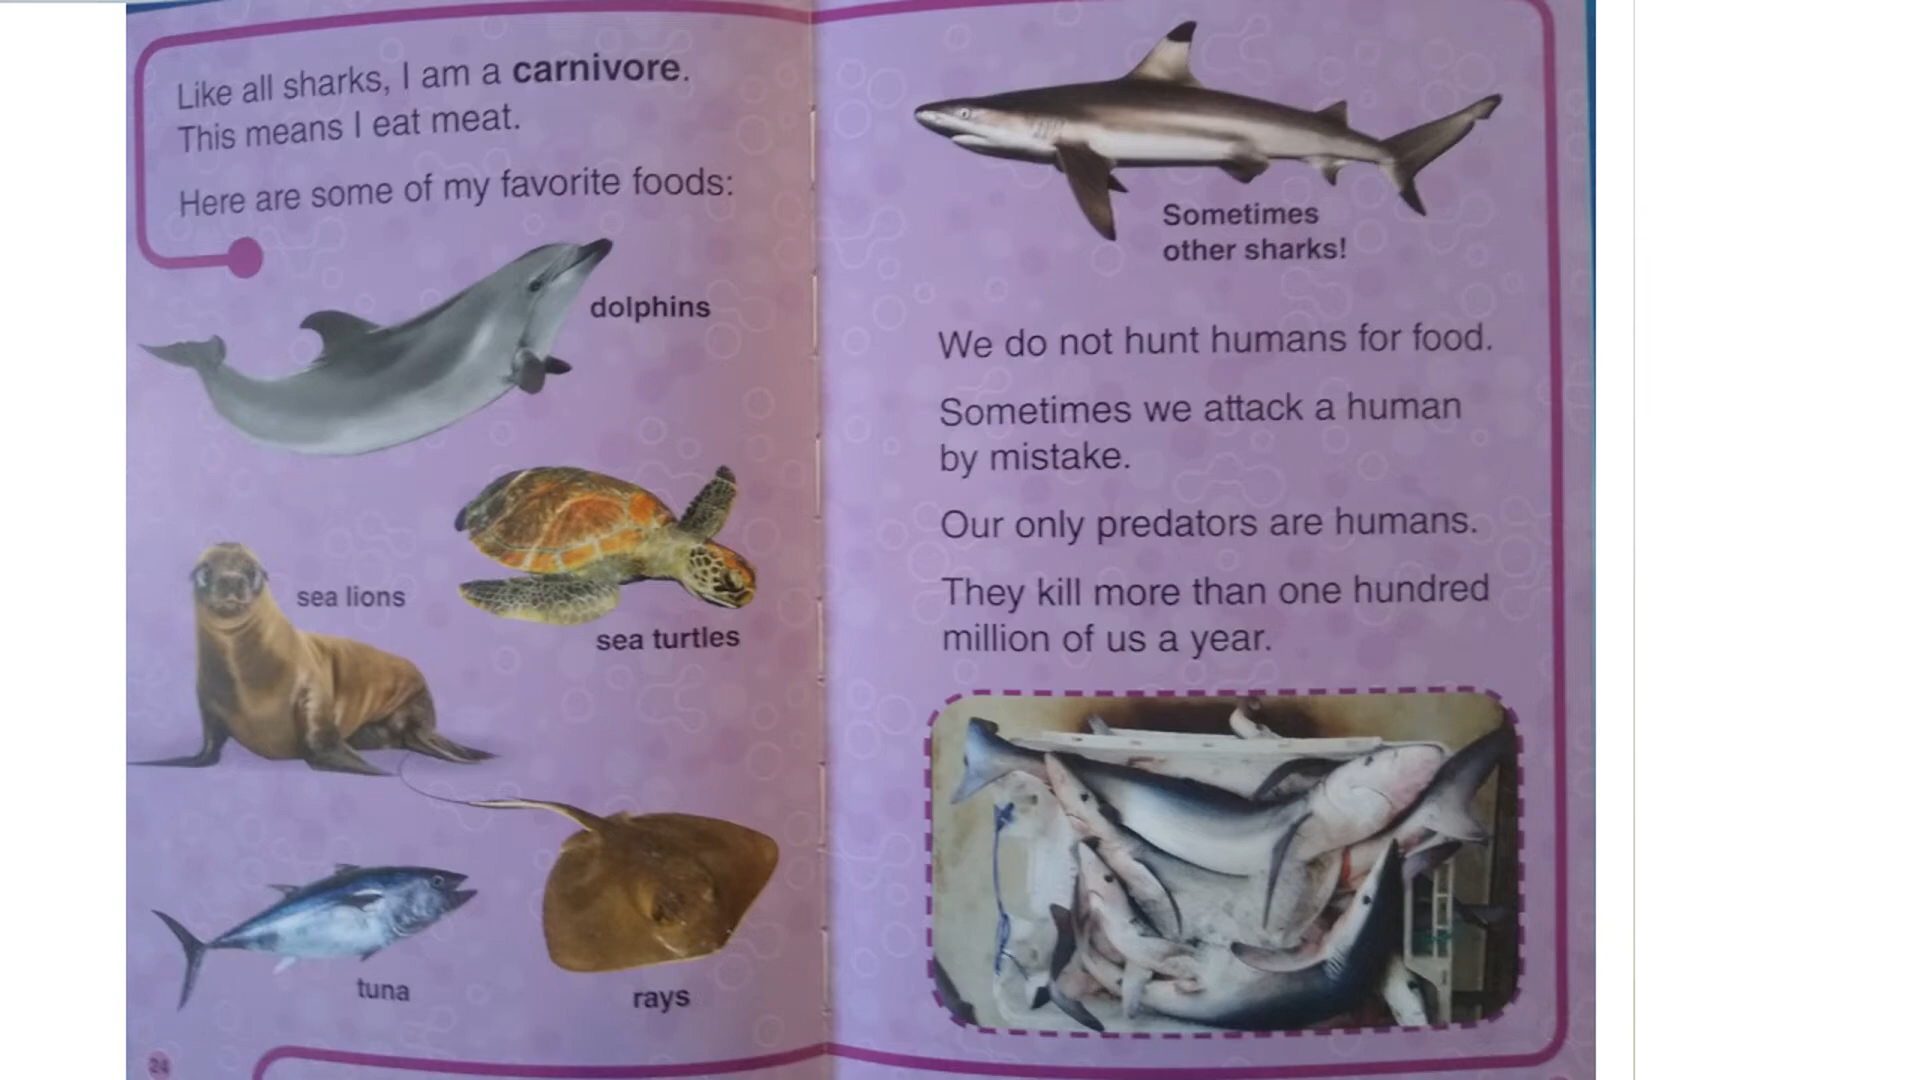 Like all sharks, I am a carnivore.
This means I eat meat.
Here are some of my favorite foods:
dolphins
sea lions
sea turtles
tuna
rays
24
Sometimes
other sharks!
We do not hunt humans for food.
Sometimes we attack a human
by mistake.
Our only predators are humans.
They kill more than one hundred
million of us a year.